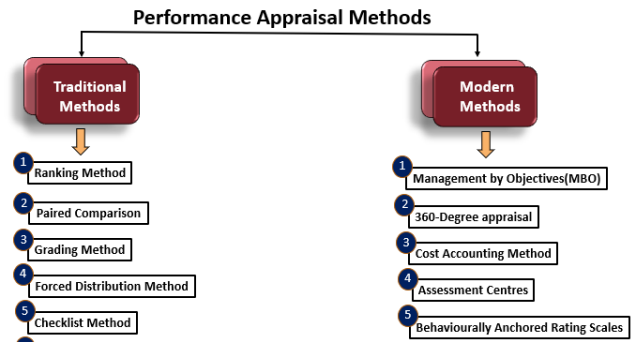 Performance Appraisal Methods
Traditional
Methods
1
Ranking Method
2
Paired Comparison
3
Grading Method
4
Forced Distribution Method
5
Checklist Method
Modern
Methods
1
Management by Objectives(MBO)
2
360-Degree appraisal
3
Cost Accounting Method
4
Assessment Centres
5
Behaviourally Anchored Rating Scales